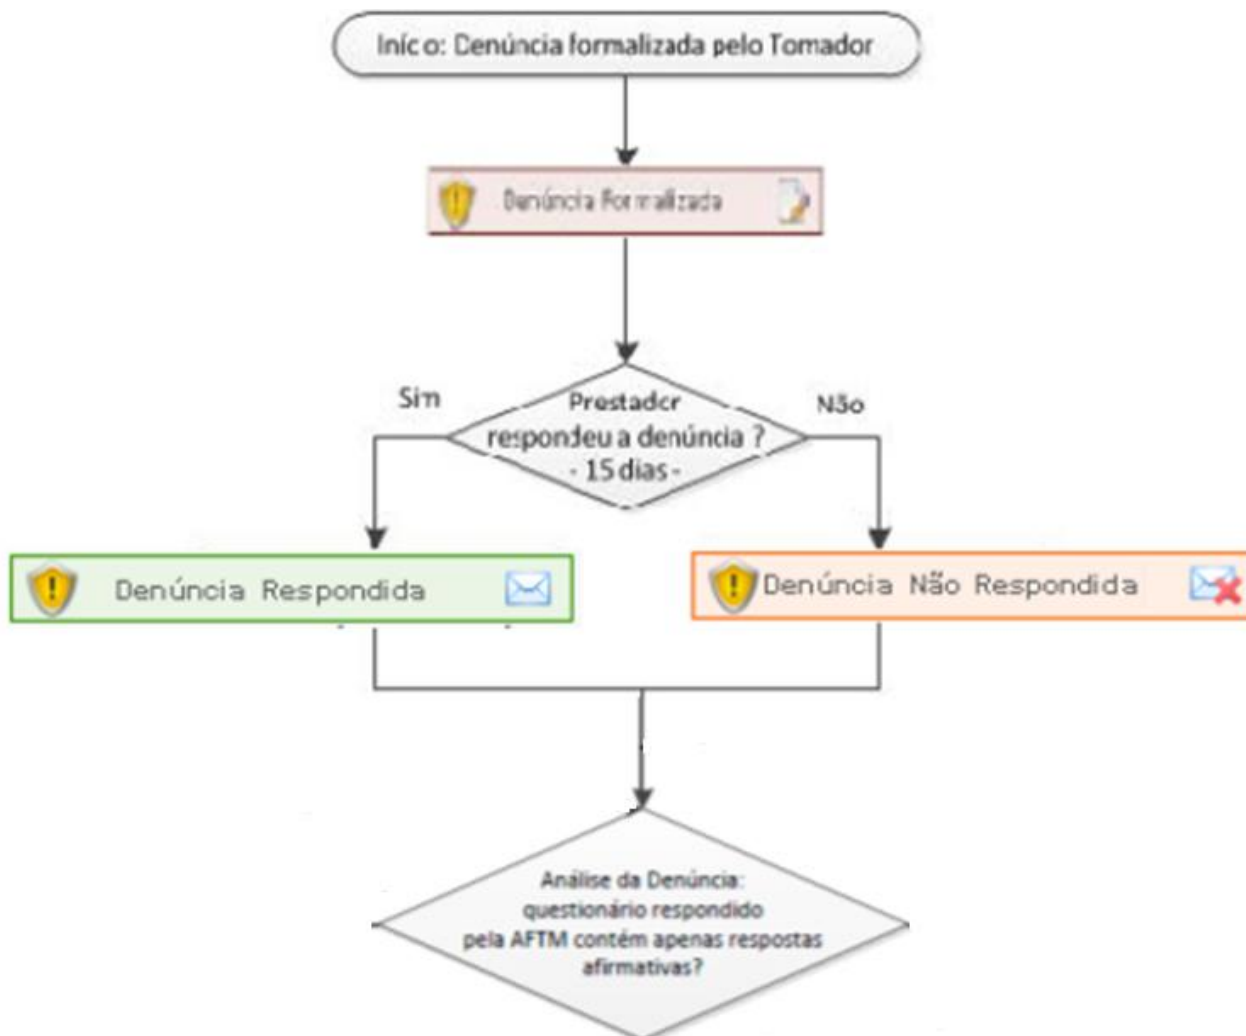 Início: Denúncia formalizada pelo Tomador
Denúncia Formalizada
Sim
Não
Prestador
respondeu a denúncia ?
- 15 dias -
Denúncia Respondida
Denúncia Não Respondida
Análise da Denúncia:
questionário respondido
pela AFTM contém apenas respostas
afirmativas?